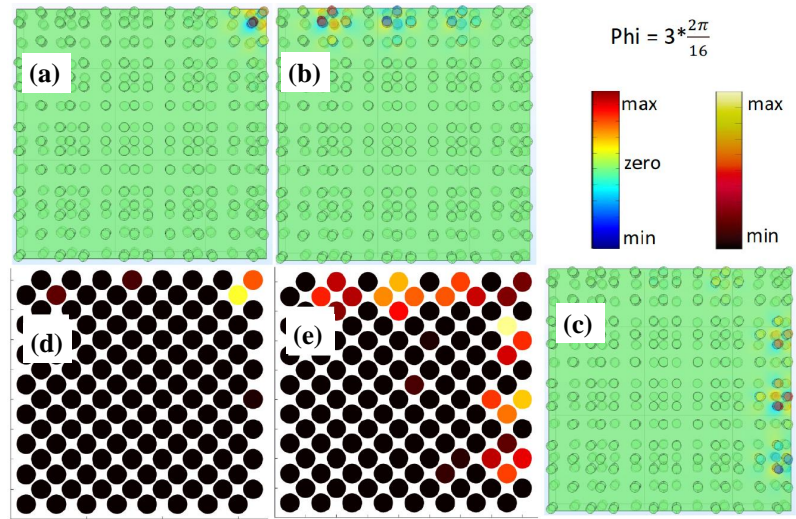 (a)
(b)
Phi = 3*2π/16
max
zero
min
max
min
(d)
(e)
(c)